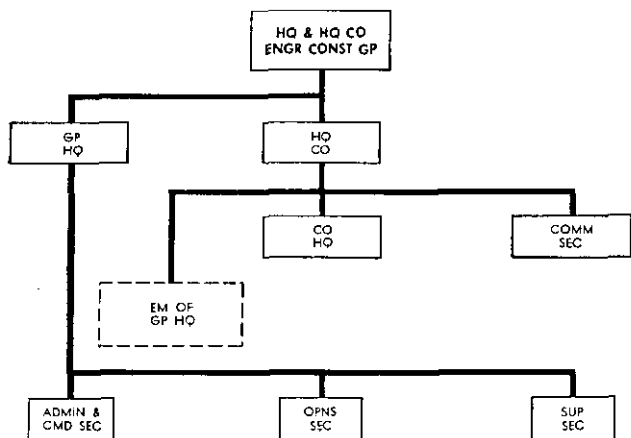 HQ & HQ CO
ENGR CONST GP
GP
HQ
HQ
CO
CO
HQ
COMM
SEC
EM OF
GP HQ
ADMIN &
CMD SEC
OPNS
SEC
SUP
SEC